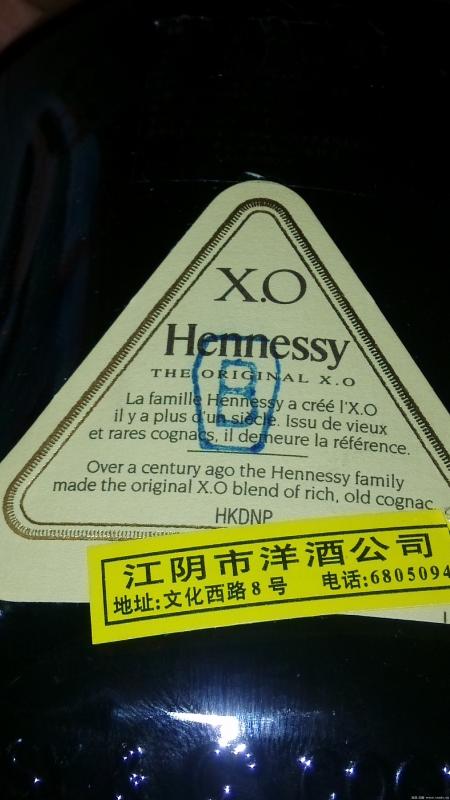 X.O
Hennessy
THE ORIGINAL X.O
La famille Hennessy a créé l'X.O
il y a plus d'un siècle. Issu de vieux
et rares cognacs, il demeure la référence.
Over a century ago the Hennessy family
made the original X.O blend of rich, old cognac
HKDNP
江阴市洋酒公司
地址:文化西路8号 电话:6805094